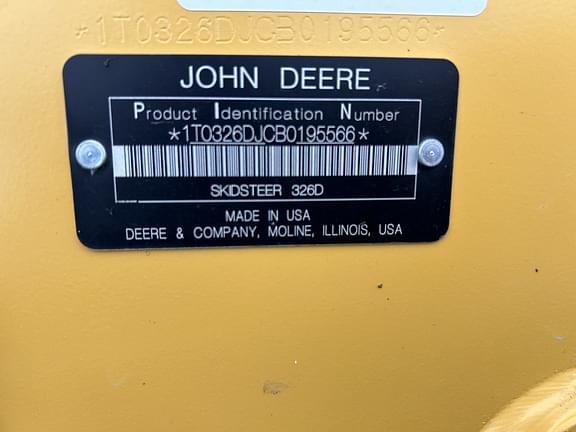 *1T0326DJCB0195566*
JOHN DEERE
Product Identification Number
*1T0326DJCB0195566*
SKIDSTEER 326D
MADE IN USA
DEERE & COMPANY, MOLINE, ILLINOIS, USA